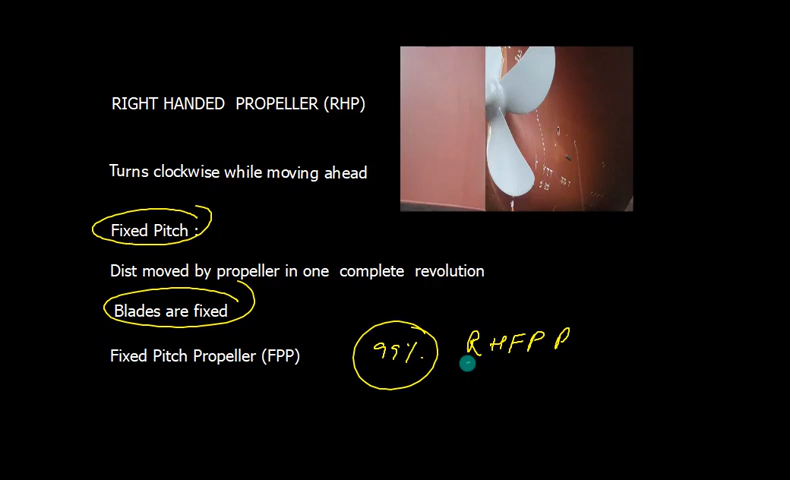 RIGHT HANDED PROPELLER (RHP)
Turns clockwise while moving ahead
Fixed Pitch :
Dist moved by propeller in one complete revolution
Blades are fixed
Fixed Pitch Propeller (FPP)
99%. RHFPP